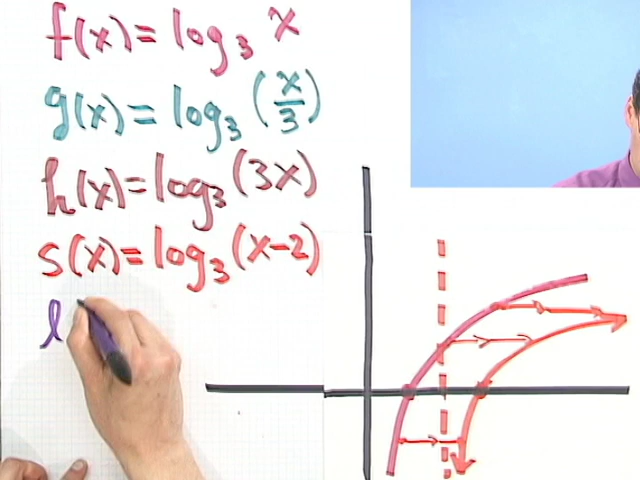 f(x) = log₃ x
g(x) = log₃ (x/3)
h(x) = log₃ (3x)
s(x) = log₃ (x-2)
l